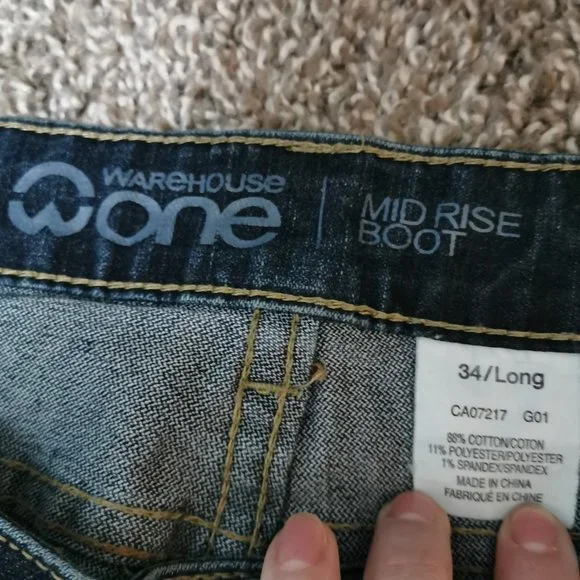 WAREHOUSE
one
MID RISE
BOOT
34/Long
CA07217 G01
88% COTTON/COTON
11% POLYESTER/POLYESTER
1% SPANDEX/SPANDEX
MADE IN CHINA
FABRIQUÉ EN CHINE